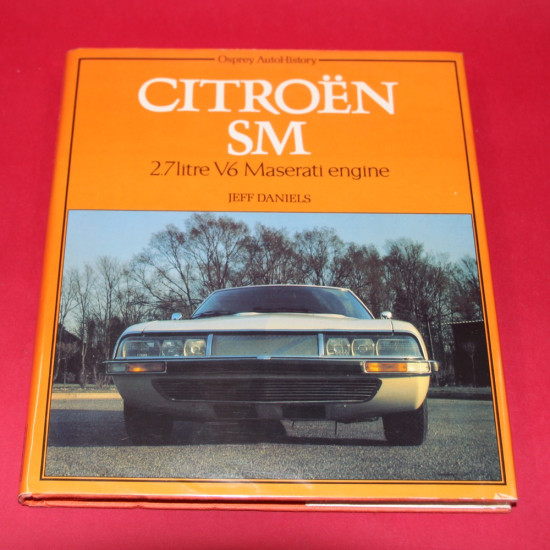 Osprey AutoHistory
CITROËN
SM
2.7 litre V6 Maserati engine
JEFF DANIELS